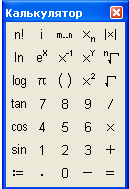 Калькулятор
n! i m..n xₙ |x|
ln eˣ x⁻¹ xʸ ⁿ√
log π ( ) x² √
tan 7 8 9 /
cos 4 5 6 ×
sin 1 2 3 +
:= . 0 − =